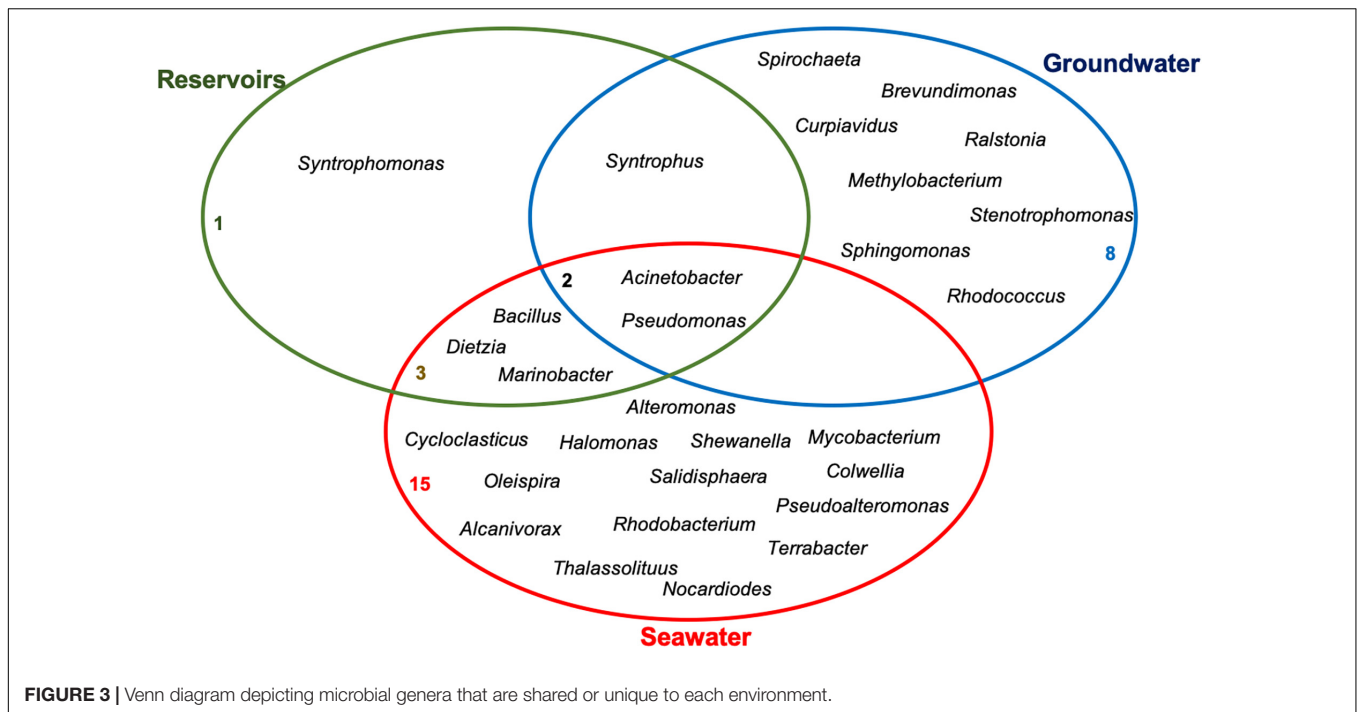 Reservoirs
Groundwater
Spirochaeta
Brevundimonas
Curpiavidus
Ralstonia
Syntrophomonas
Syntrophus
Methylobacterium
Stenotrophomonas
1
Sphingomonas
8
2
Acinetobacter
Rhodococcus
Bacillus
Pseudomonas
Dietzia
3
Marinobacter
Alteromonas
Cycloclasticus
Halomonas
Shewanella
Mycobacterium
15
Oleispira
Salidisphaera
Colwellia
Pseudoalteromonas
Alcanivorax
Rhodobacterium
Terrabacter
Thalassolituus
Nocardiodes
Seawater
FIGURE 3 | Venn diagram depicting microbial genera that are shared or unique to each environment.